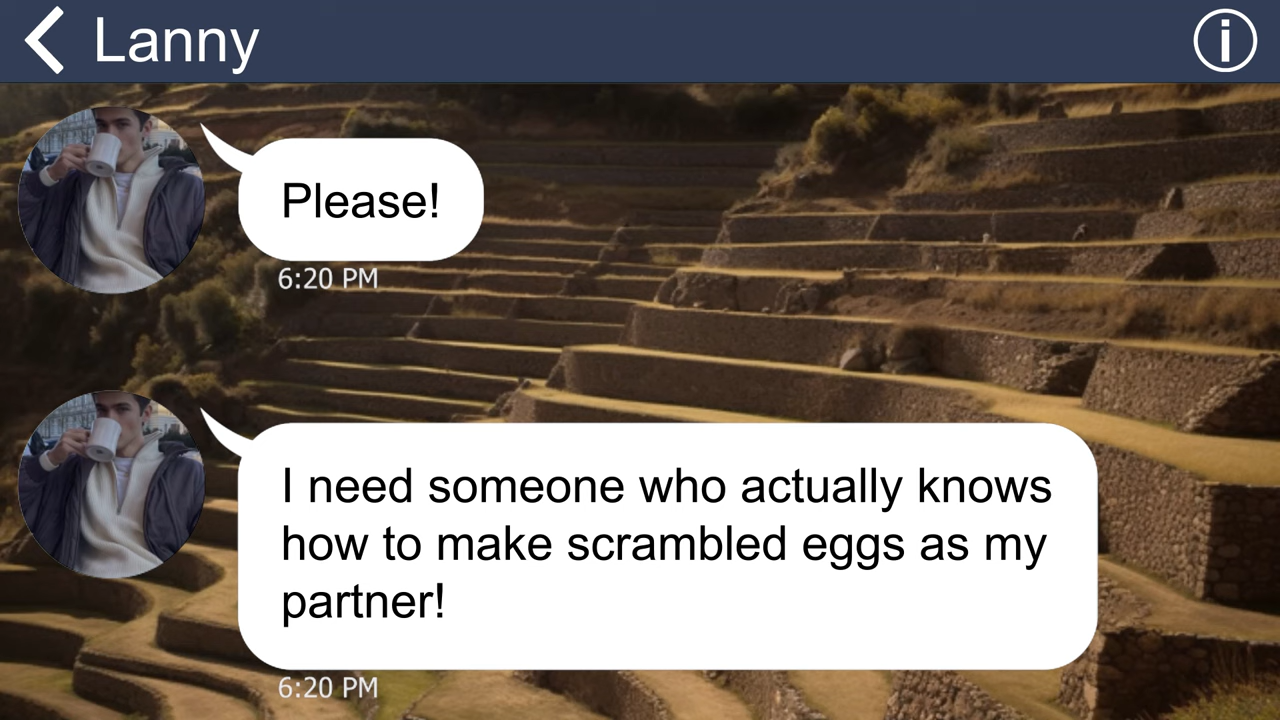 Lanny
Please!
6:20 PM
I need someone who actually knows
how to make scrambled eggs as my
partner!
6:20 PM